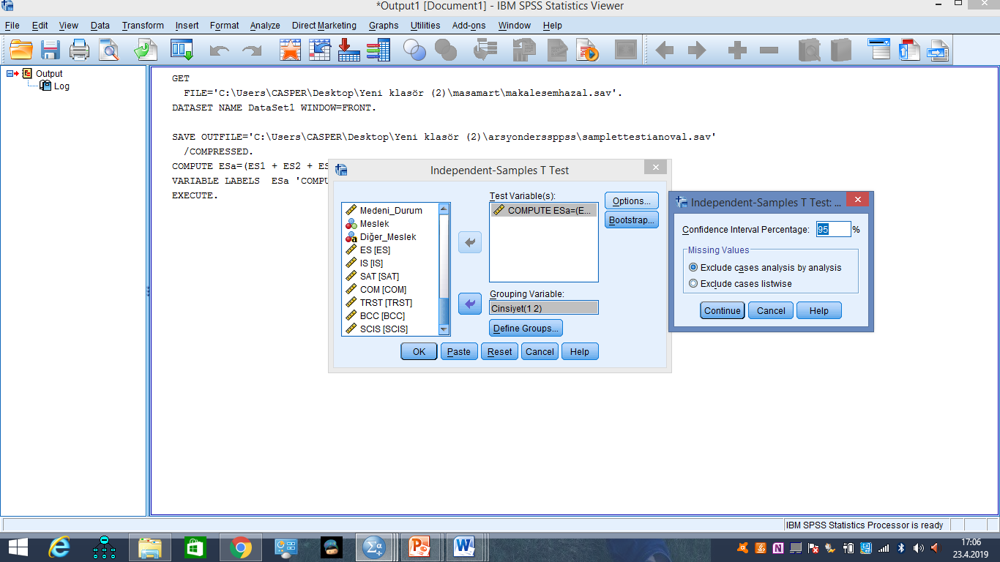 *Output1 [Document1] - IBM SPSS Statistics Viewer
File Edit View Data Transform Insert Format Analyze Direct Marketing Graphs Utilities Add-ons Window Help
Output
Log
GET
FILE='C:\Users\CASPER\Desktop\Yeni klasör (2)\masamart\makalesemhazal.sav'.
DATASET NAME DataSet1 WINDOW=FRONT.
SAVE OUTFILE='C:\Users\CASPER\Desktop\Yeni klasör (2)\arsyonderssppss\samplettestianoval.sav'
/COMPRESSED.
COMPUTE ESa=(ES1 + ES2 + ES
VARIABLE LABELS ESa 'COMPU
EXECUTE.
Independent-Samples T Test
Medeni_Durum
Meslek
Diğer_Meslek
ES [ES]
IS [IS]
SAT [SAT]
COM [COM]
TRST [TRST]
BCC [BCC]
SCIS [SCIS]
Test Variable(s):
COMPUTE ESa=(E...
Grouping Variable:
Cinsiyet(1 2)
Define Groups...
Options...
Bootstrap...
OK Paste Reset Cancel Help
Independent-Samples T Test: ...
Confidence Interval Percentage: 95 %
Missing Values
Exclude cases analysis by analysis
Exclude cases listwise
Continue Cancel Help
IBM SPSS Statistics Processor is ready
17:06
23.4.2019